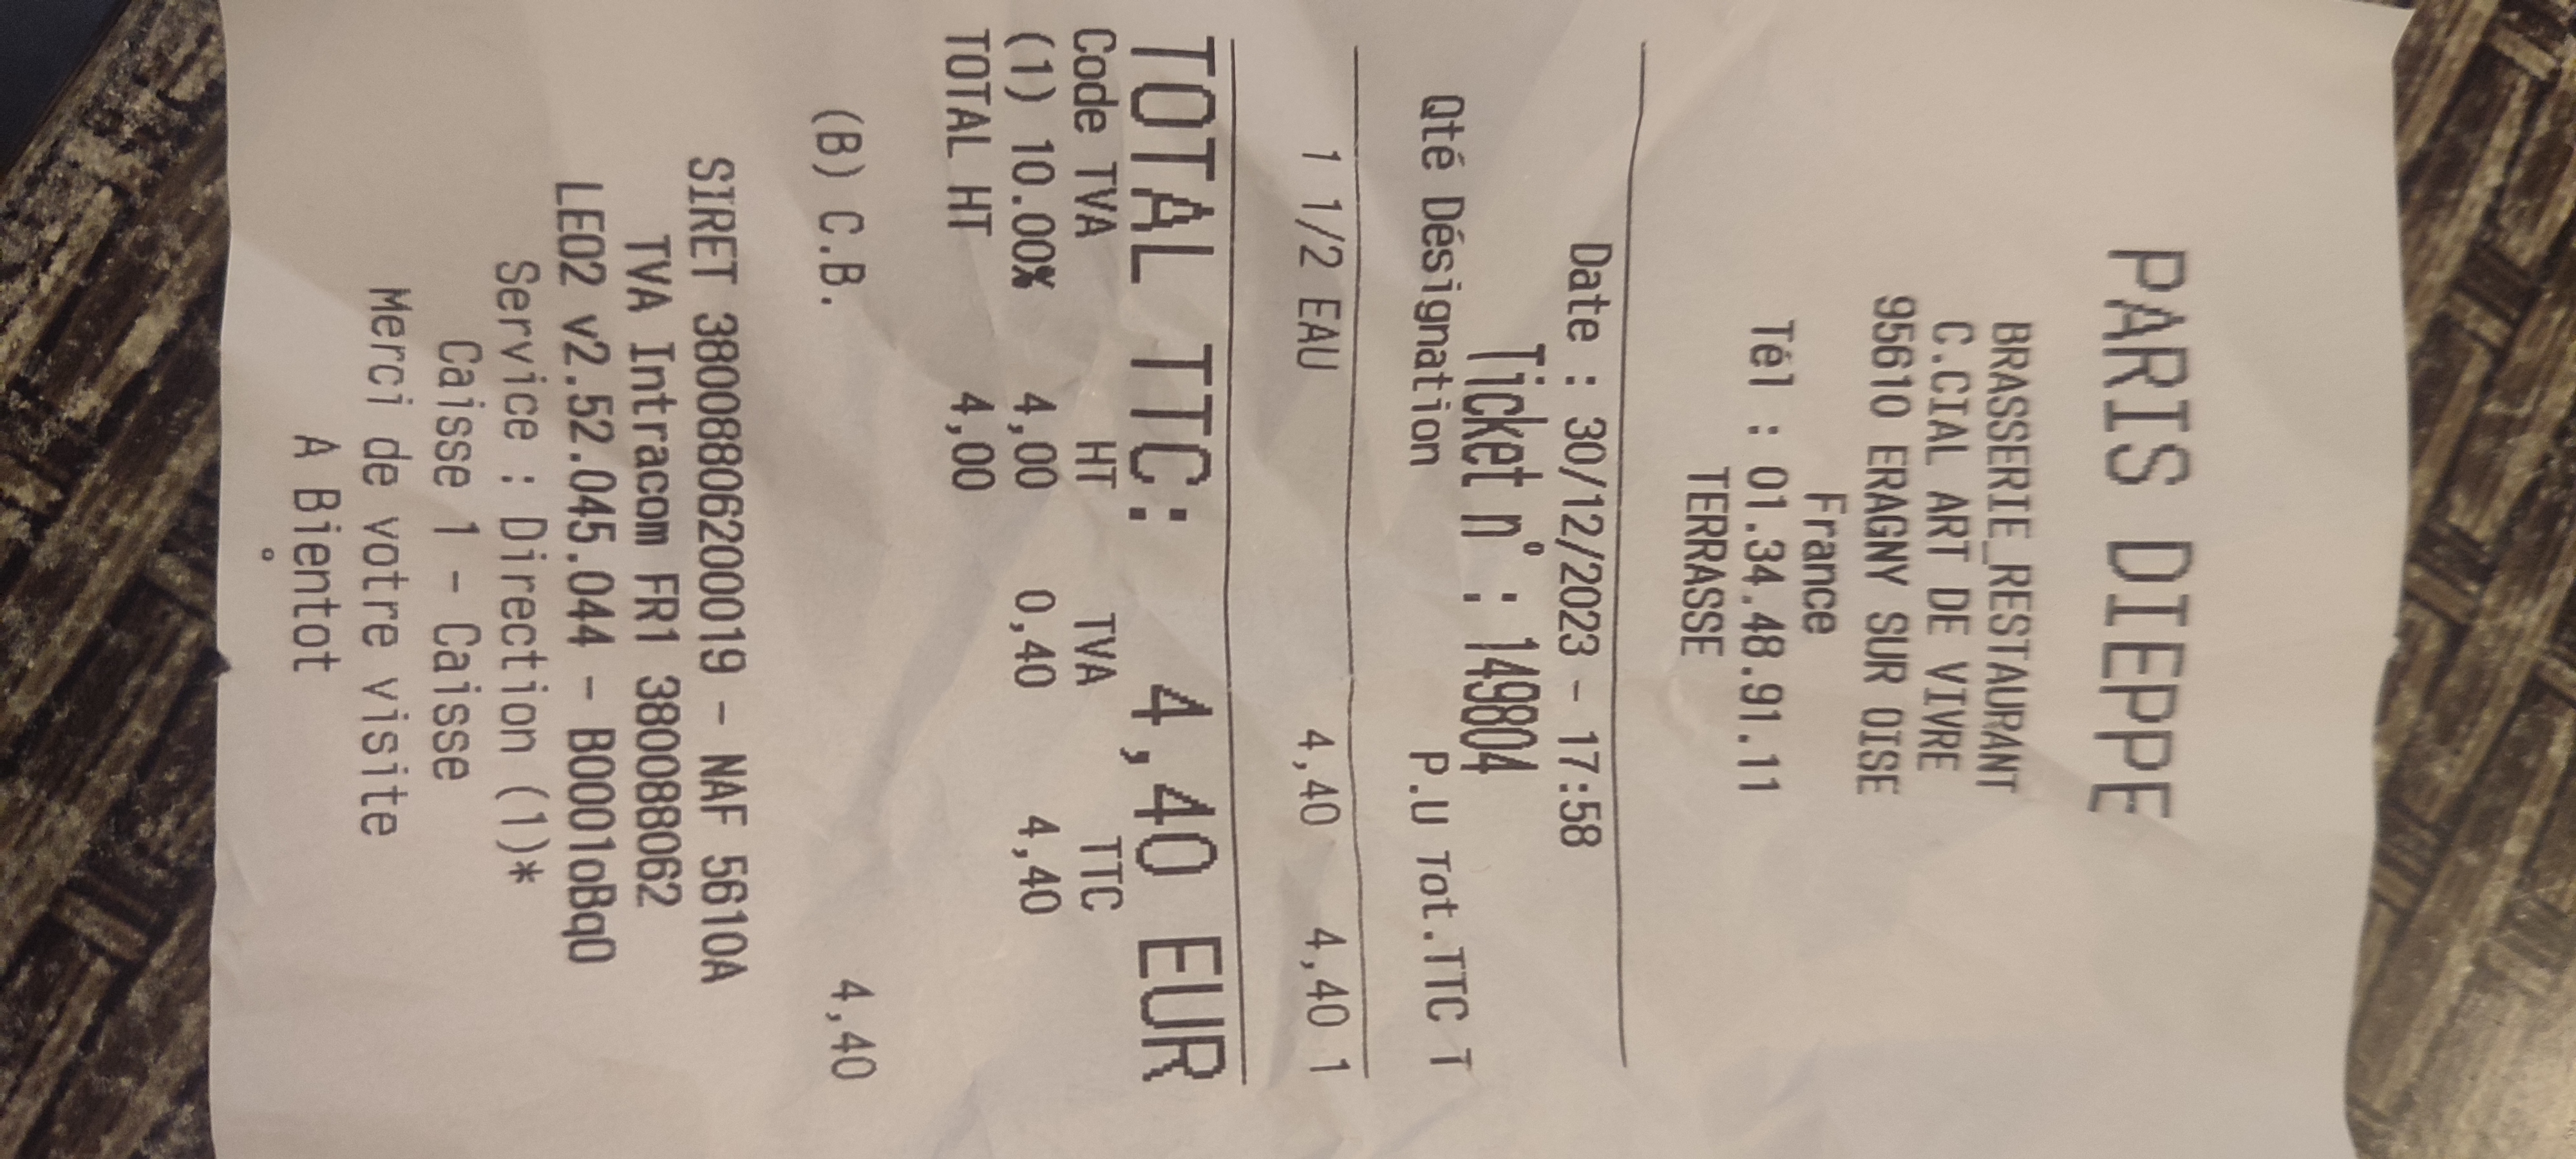 PARIS DIEPPE
BRASSERIE_RESTAURANT
C.CIAL ART DE VIVRE
95610 ERAGNY SUR OISE
France
Tél : 01.34.48.91.11
TERRASSE
Date : 30/12/2023 - 17:58
Ticket n° : 149804
Qté Désignation P.U Tot.TTC T
1 1/2 EAU 4,40 4,40 1
TOTAL TTC: 4,40 EUR
Code TVA HT TVA TTC
(1) 10.00% 4,00 0,40 4,40
TOTAL HT 4,00
(B) C.B. 4,40
SIRET 38008806200019 - NAF 5610A
TVA Intracom FR1 380088062
LEO2 v2.52.045.044 - B0001oBqO
Service : Direction (1)*
Caisse 1 - Caisse
Merci de votre visite
A Bientot